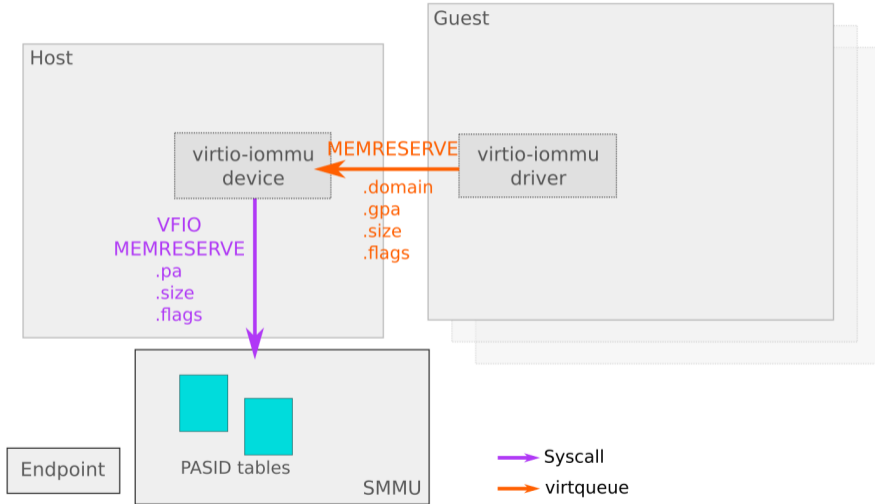 Guest
Host
virtio-iommu
device
MEMRESERVE
.domain
.gpa
.size
.flags
virtio-iommu
driver
VFIO
MEMRESERVE
.pa
.size
.flags
PASID tables
SMMU
Endpoint
Syscall
virtqueue